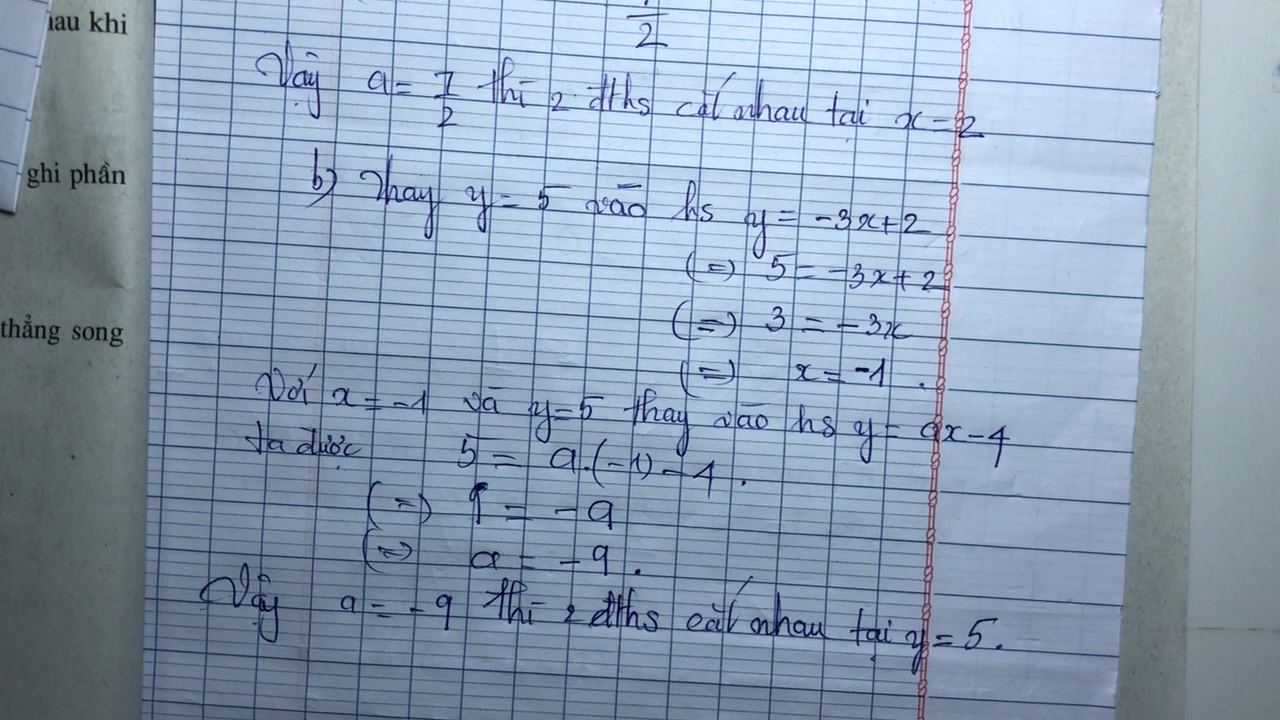 hau khi
ghi phần
thẳng song
2
Vậy a = 7/2 thì 2 đths cắt nhau tại x = 2
b) Thay y = 5 vào hs y = -3x+2
(=) 5 = -3x + 2
(=) 3 = -3x
(=) x = -1 .
Với x = -1 và y = 5 thay vào hs y = ax - 4
ta được 5 = a.(-1) - 4 .
(=) 9 = -a
(=) a = -9 .
Vậy a = -9 thì 2 đths cắt nhau tại y = 5 .